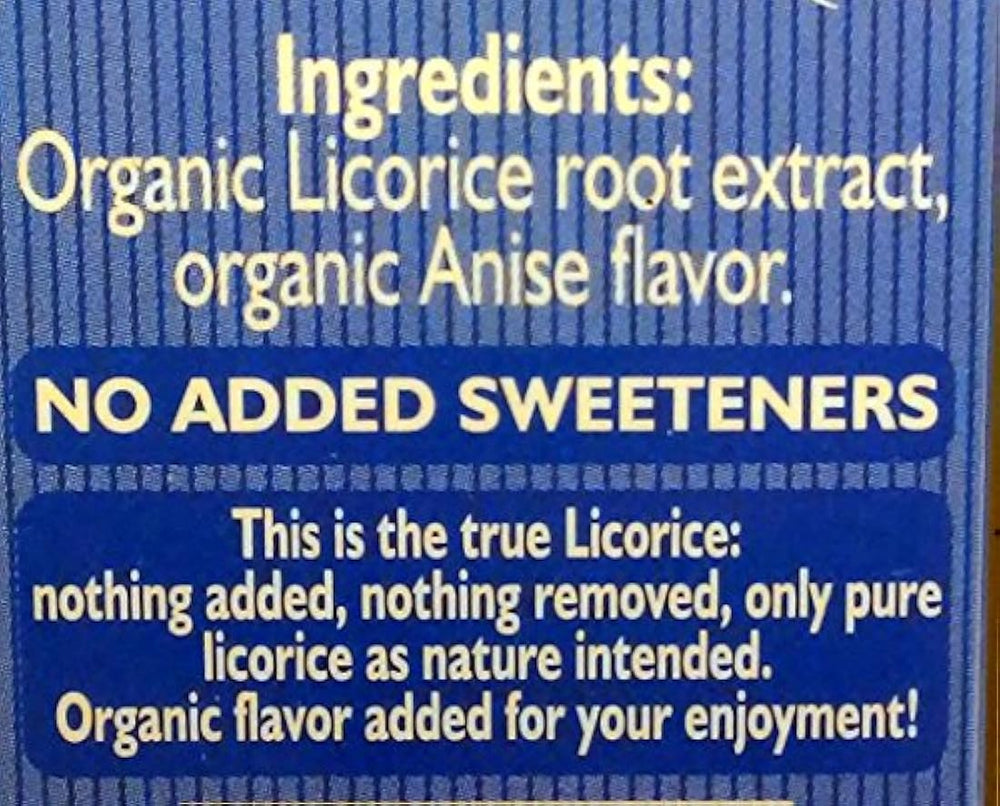 Ingredients:
Organic Licorice root extract,
organic Anise flavor.
NO ADDED SWEETENERS
This is the true Licorice:
nothing added, nothing removed, only pure
licorice as nature intended.
Organic flavor added for your enjoyment!